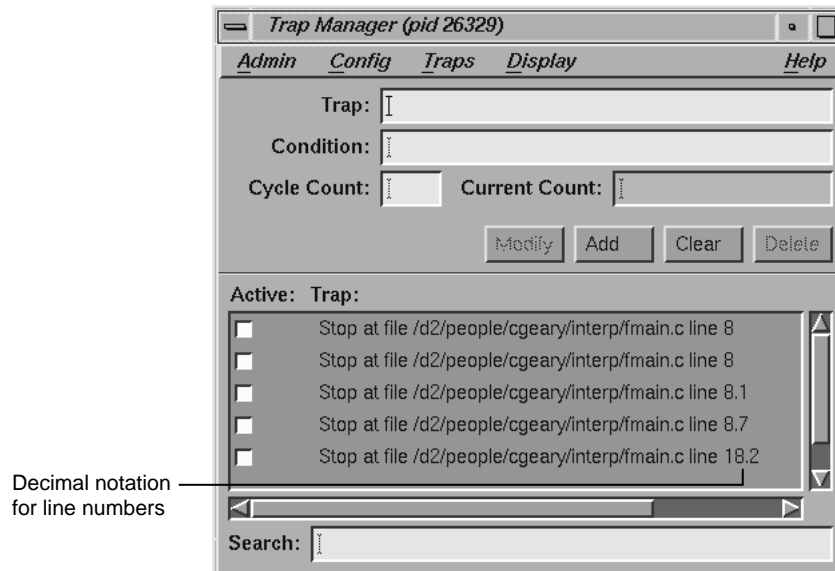 Trap Manager (pid 26329)
Admin Config Traps Display Help
Trap:
Condition:
Cycle Count: Current Count:
Modify Add Clear Delete
Active: Trap:
Stop at file /d2/people/cgeary/interp/fmain.c line 8
Stop at file /d2/people/cgeary/interp/fmain.c line 8
Stop at file /d2/people/cgeary/interp/fmain.c line 8.1
Stop at file /d2/people/cgeary/interp/fmain.c line 8.7
Stop at file /d2/people/cgeary/interp/fmain.c line 18.2
Decimal notation
for line numbers
Search: